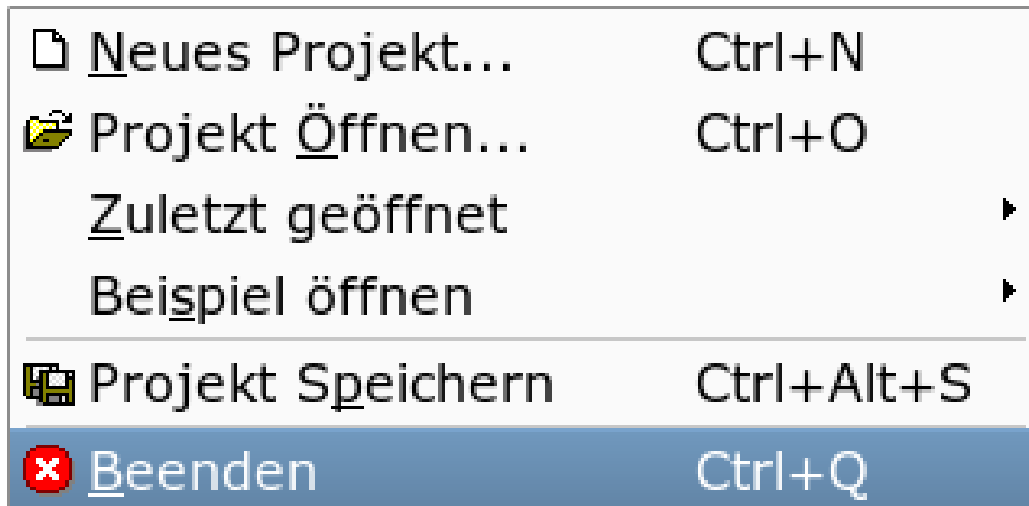 Neues Projekt... Ctrl+N
Projekt Öffnen... Ctrl+O
Zuletzt geöffnet
Beispiel öffnen
Projekt Speichern Ctrl+Alt+S
Beenden Ctrl+Q